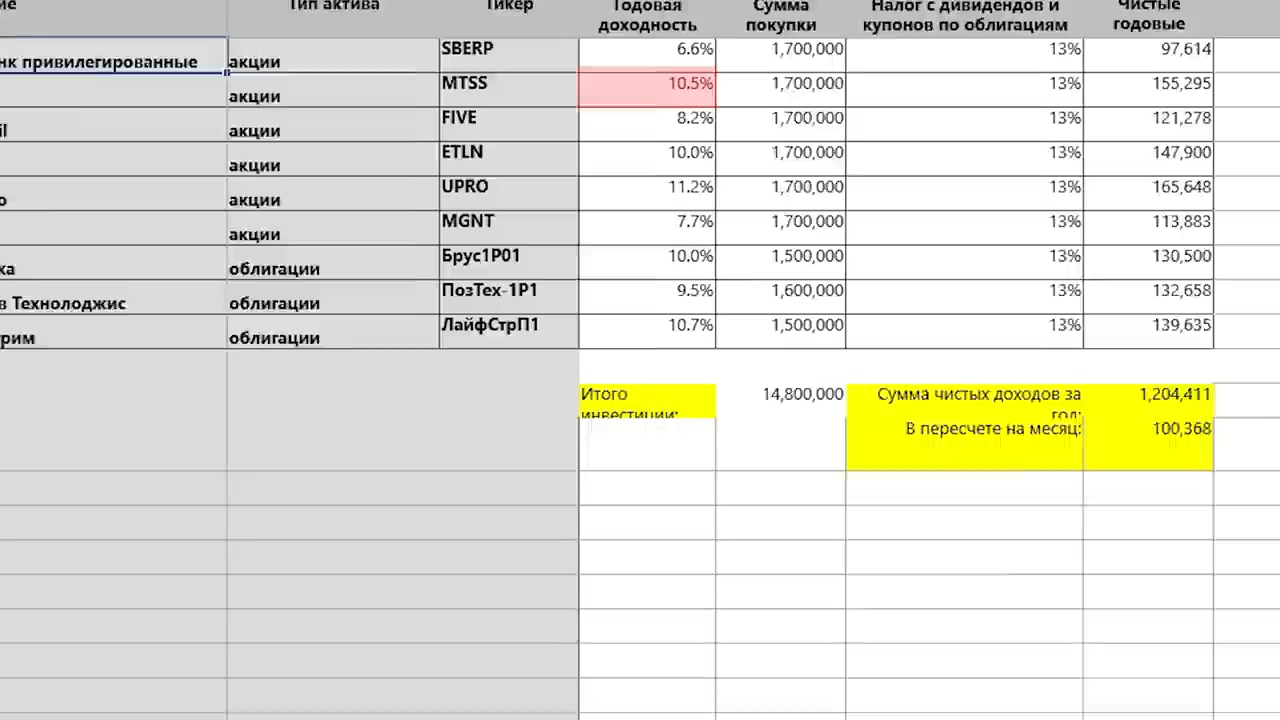 ие Тип актива Тикер Годовая доходность Сумма покупки Налог с дивидендов и купонов по облигациям Чистые годовые
нк привилегированные акции SBERP 6.6% 1,700,000 13% 97,614
акции MTSS 10.5% 1,700,000 13% 155,295
il акции FIVE 8.2% 1,700,000 13% 121,278
акции ETLN 10.0% 1,700,000 13% 147,900
о акции UPRO 11.2% 1,700,000 13% 165,648
акции MGNT 7.7% 1,700,000 13% 113,883
ка облигации Брус1Р01 10.0% 1,500,000 13% 130,500
в Технолоджис облигации ПозТех-1Р1 9.5% 1,600,000 13% 132,658
рим облигации ЛайфСтрП1 10.7% 1,500,000 13% 139,635
Итого инвестиции: 14,800,000 Сумма чистых доходов за год: 1,204,411
В пересчете на месяц: 100,368